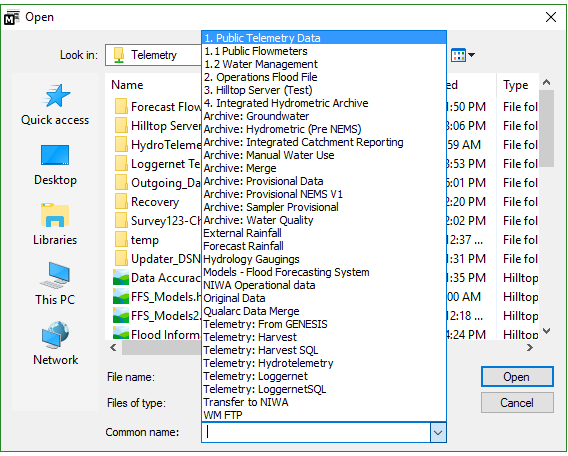 Open
Look in: Telemetry
Quick access
Desktop
Libraries
This PC
Network
Name
Forecast Flow
Hilltop Server
HydroTeleme
Loggernet Te
Outgoing_Da
Recovery
Survey123-Ch
temp
Updater_DSN
Data Accurac
FFS_Models.h
FFS_Models2.
Flood Inform
1. Public Telemetry Data
1.1 Public Flowmeters
1.2 Water Management
2. Operations Flood File
3. Hilltop Server (Test)
4. Integrated Hydrometric Archive
Archive: Groundwater
Archive: Hydrometric (Pre NEMS)
Archive: Integrated Catchment Reporting
Archive: Manual Water Use
Archive: Merge
Archive: Provisional Data
Archive: Provisional NEMS V1
Archive: Sampler Provisional
Archive: Water Quality
External Rainfall
Forecast Rainfall
Hydrology Gaugings
Models - Flood Forecasting System
NIWA Operational data
Original Data
Qualarc Data Merge
Telemetry: From GENESIS
Telemetry: Harvest
Telemetry: Harvest SQL
Telemetry: Hydrotelemetry
Telemetry: Loggernet
Telemetry: LoggernetSQL
Transfer to NIWA
WM FTP
ed Type
1:50 PM File fol
3:06 PM File fol
:59 AM File fol
3:53 PM File fol
5:01 PM File fol
4:20 PM File fol
2:02 PM File fol
12:37 ... File fol
4:51 PM File fol
1:35 PM Hilltop
:00 AM Hilltop
12:18 ... Hilltop
4:24 PM Hilltop
File name:
Files of type:
Common name:
Open
Cancel